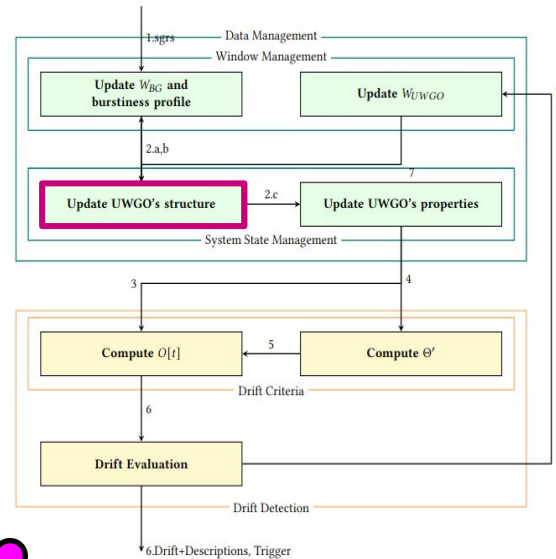 1.sgrs
Data Management
Window Management
Update W_BG and
burstiness profile
Update W_UWGO
2.a,b
7
Update UWGO's structure
2.c
Update UWGO's properties
System State Management
3
4
Compute O[t]
5
Compute Θ′
Drift Criteria
6
Drift Evaluation
Drift Detection
6.Drift+Descriptions, Trigger